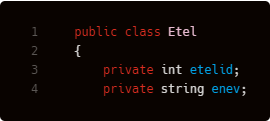 1 public class Etel
2 {
3 private int etelid;
4 private string enev;